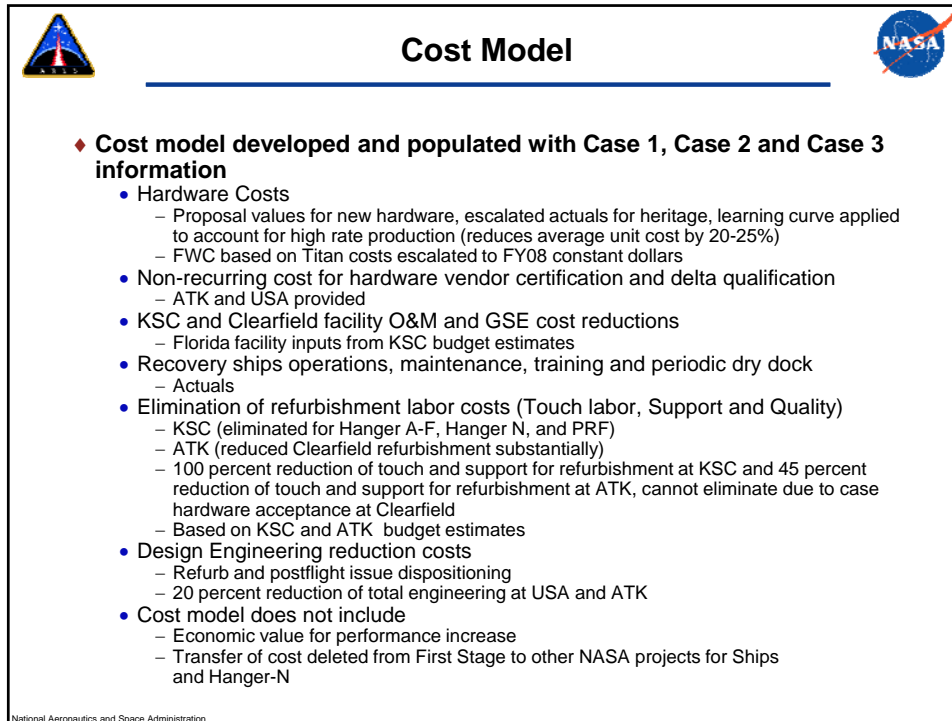 Cost Model
NASA
ARES
♦ Cost model developed and populated with Case 1, Case 2 and Case 3
information
• Hardware Costs
– Proposal values for new hardware, escalated actuals for heritage, learning curve applied
to account for high rate production (reduces average unit cost by 20-25%)
– FWC based on Titan costs escalated to FY08 constant dollars
• Non-recurring cost for hardware vendor certification and delta qualification
– ATK and USA provided
• KSC and Clearfield facility O&M and GSE cost reductions
– Florida facility inputs from KSC budget estimates
• Recovery ships operations, maintenance, training and periodic dry dock
– Actuals
• Elimination of refurbishment labor costs (Touch labor, Support and Quality)
– KSC (eliminated for Hanger A-F, Hanger N, and PRF)
– ATK (reduced Clearfield refurbishment substantially)
– 100 percent reduction of touch and support for refurbishment at KSC and 45 percent
reduction of touch and support for refurbishment at ATK, cannot eliminate due to case
hardware acceptance at Clearfield
– Based on KSC and ATK budget estimates
• Design Engineering reduction costs
– Refurb and postflight issue dispositioning
– 20 percent reduction of total engineering at USA and ATK
• Cost model does not include
– Economic value for performance increase
– Transfer of cost deleted from First Stage to other NASA projects for Ships
and Hanger-N
National Aeronautics and Space Administration